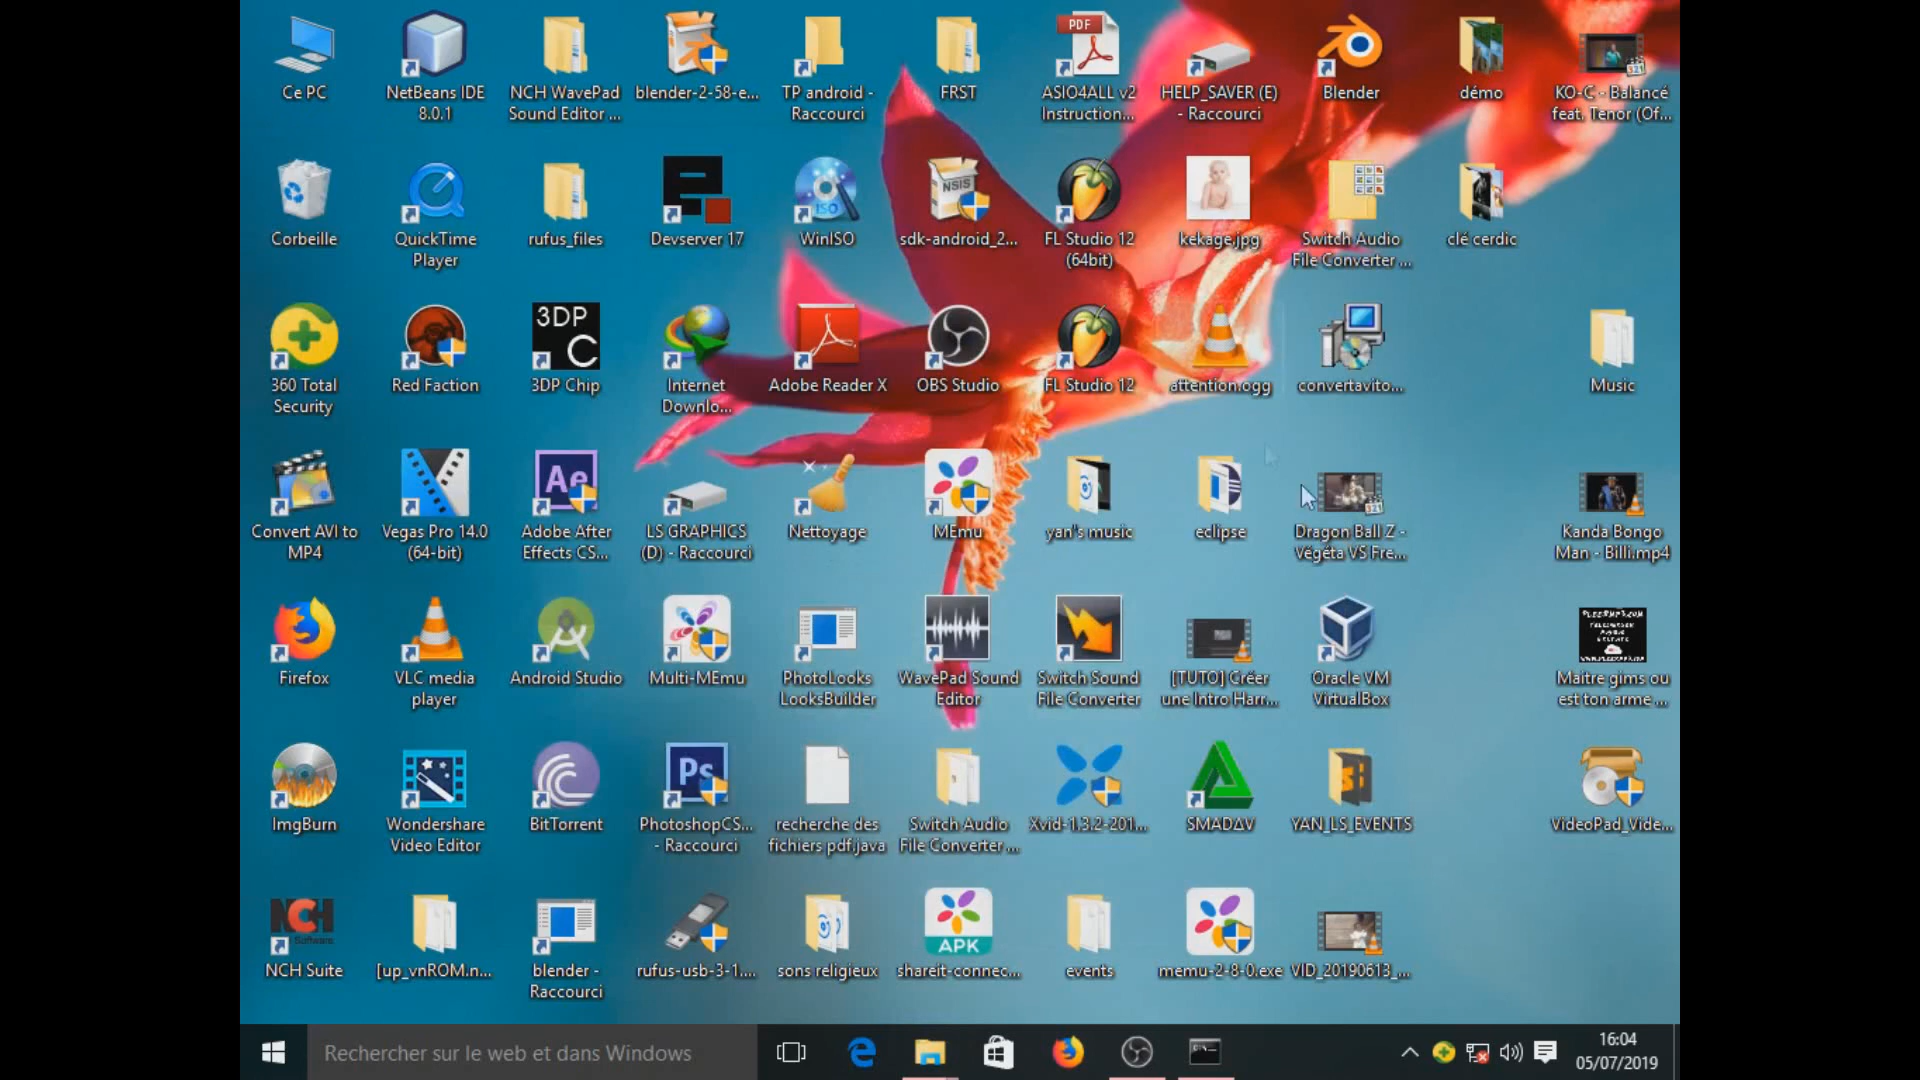 Ce PC
NetBeans IDE
8.0.1
NCH WavePad
Sound Editor ...
blender-2-58-e...
TP android -
Raccourci
FRST
PDF
ASIO4ALL v2
Instruction...
HELP_SAVER (E)
- Raccourci
Blender
démo
KO-C - Balancé
feat. Tenor (Of...
Corbeille
QuickTime
Player
rufus_files
Devserver 17
ISO
WinISO
NSIS
sdk-android_2...
FL Studio 12
(64bit)
kekage.jpg
Switch Audio
File Converter ...
clé cerdic
360 Total
Security
Red Faction
3DP
C
3DP Chip
Internet
Downlo...
Adobe Reader X
OBS Studio
FL Studio 12
attention.ogg
convertavito...
Music
Convert AVI to
MP4
Vegas Pro 14.0
(64-bit)
Ae
Adobe After
Effects CS...
LS GRAPHICS
(D) - Raccourci
Nettoyage
MEmu
yan"s music
eclipse
Dragon Ball Z -
Végéta VS Fre...
Kanda Bongo
Man - Billi.mp4
Firefox
VLC media
player
Android Studio
Multi-MEmu
PhotoLooks
LooksBuilder
WavePad Sound
Editor
Switch Sound
File Converter
[TUTO] Créer
une Intro Harr...
Oracle VM
VirtualBox
Maitre gims ou
est ton arme ...
ImgBurn
Wondershare
Video Editor
BitTorrent
Ps
PhotoshopCS...
- Raccourci
recherche des
fichiers pdf.java
Switch Audio
File Converter ...
Xvid-1.3.2-201...
SMADΔV
YAN_LS_EVENTS
VideoPad_Vide...
NCH
Software
NCH Suite
[up_vnROM.n...
blender -
Raccourci
rufus-usb-3-1....
sons religieux
APK
shareit-connec...
events
memu-2-8-0.exe
VID_20190613_...
Rechercher sur le web et dans Windows
16:04
05/07/2019